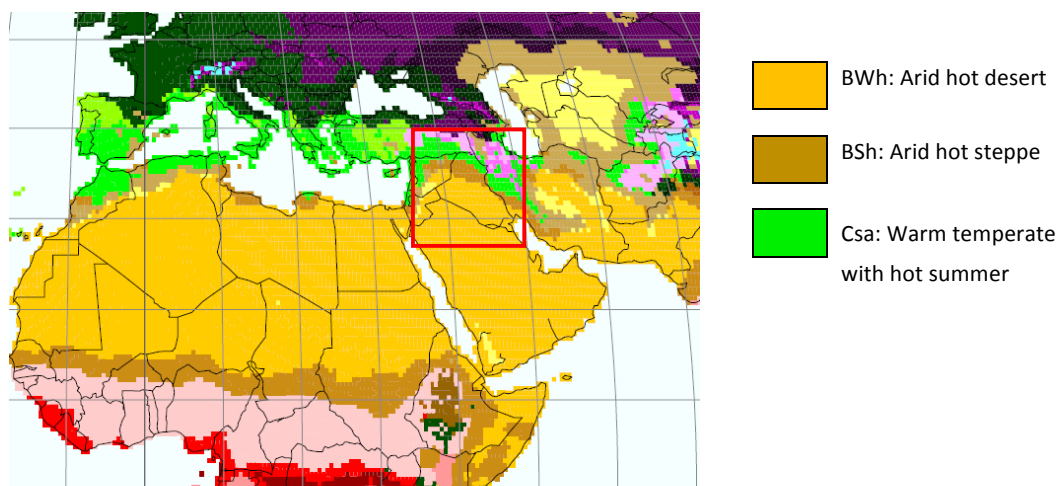 BWh: Arid hot desert
BSh: Arid hot steppe
Csa: Warm temperate
with hot summer